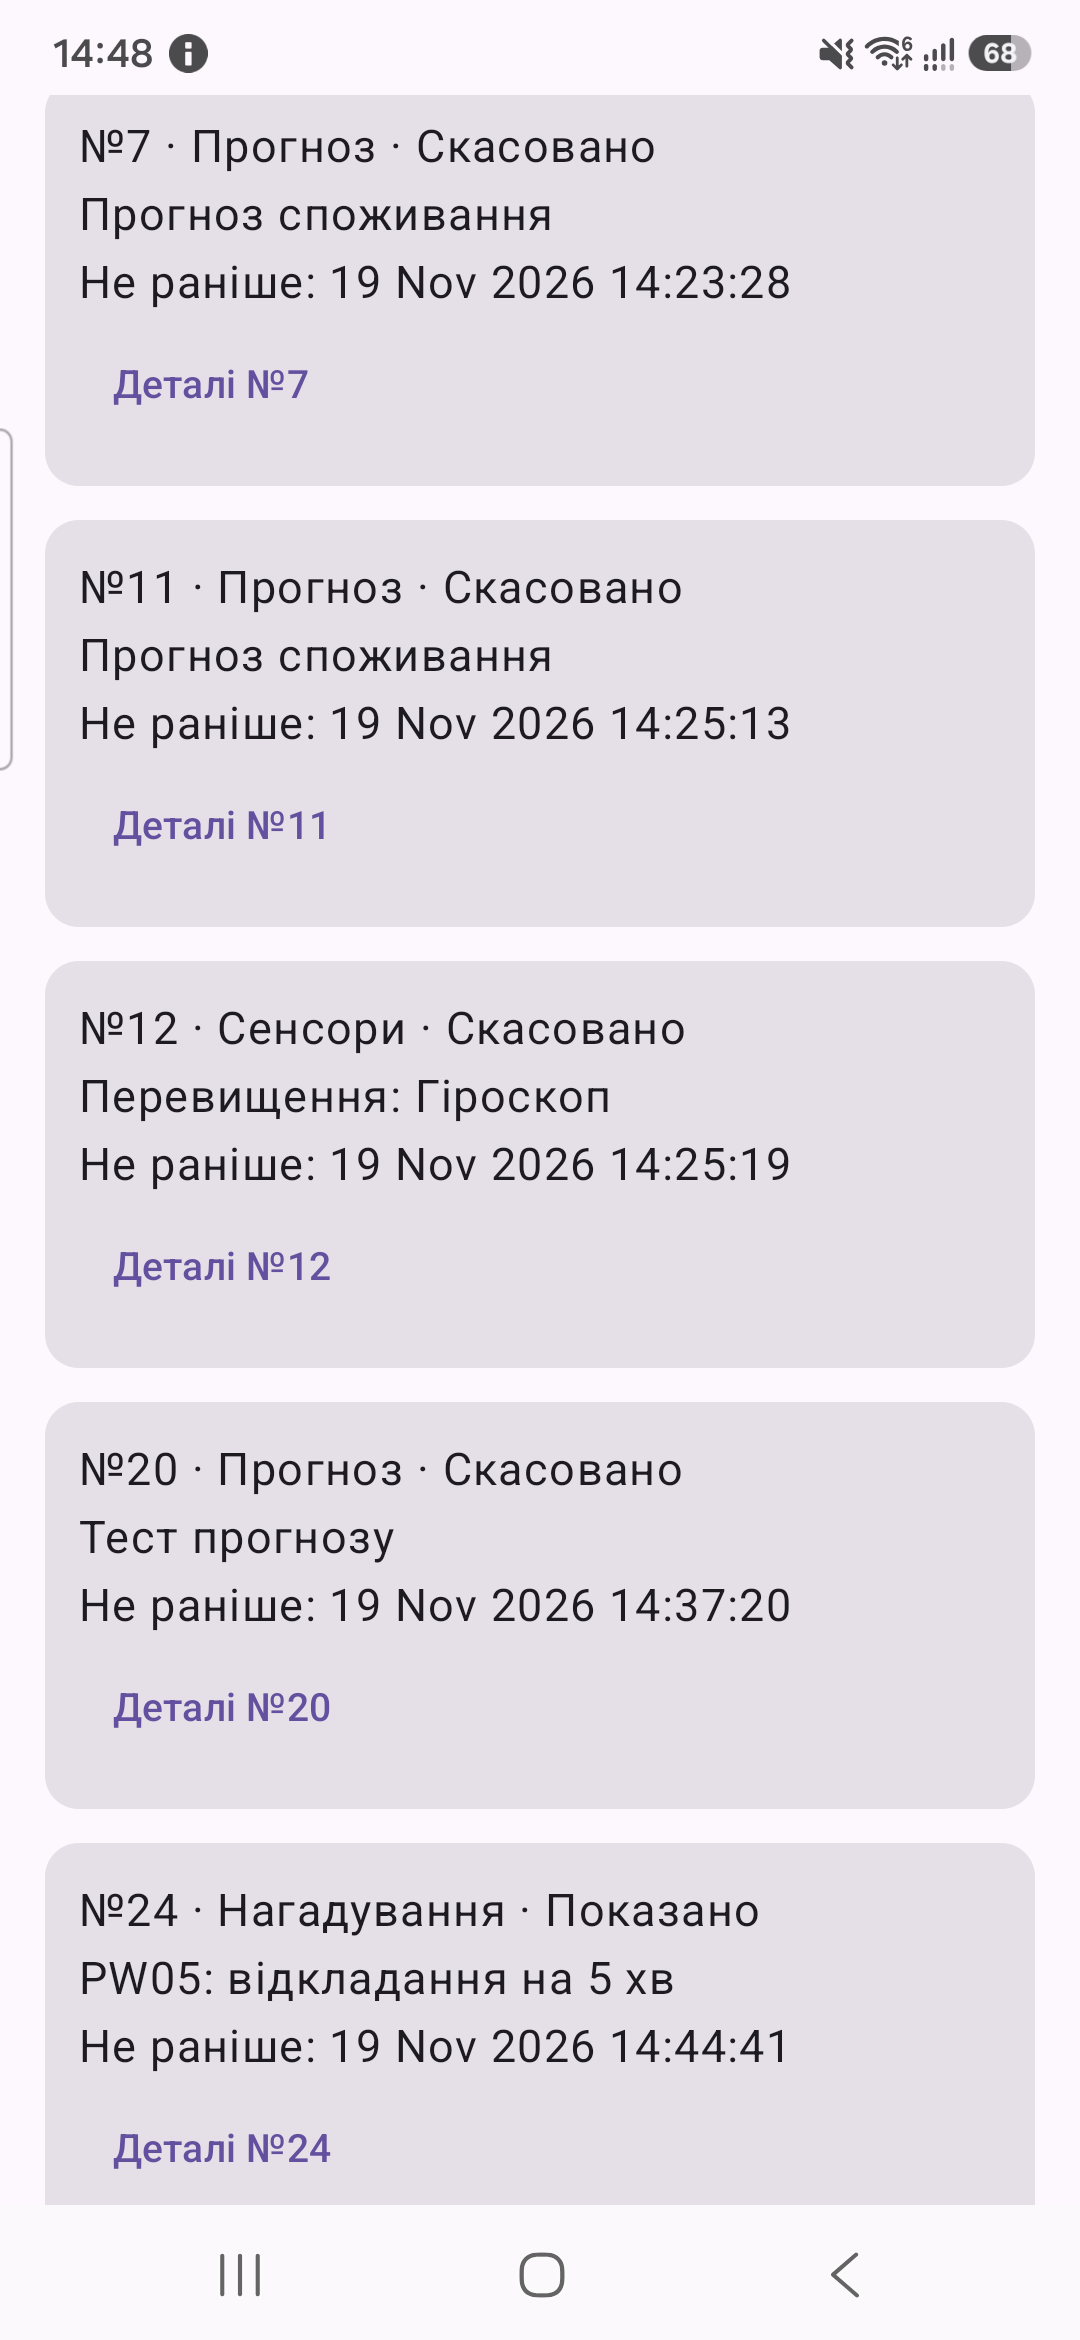 14:48
6
68
№7 · Прогноз · Скасовано
Прогноз споживання
Не раніше: 19 Nov 2026 14:23:28
Деталі №7
№11 · Прогноз · Скасовано
Прогноз споживання
Не раніше: 19 Nov 2026 14:25:13
Деталі №11
№12 · Сенсори · Скасовано
Перевищення: Гіроскоп
Не раніше: 19 Nov 2026 14:25:19
Деталі №12
№20 · Прогноз · Скасовано
Тест прогнозу
Не раніше: 19 Nov 2026 14:37:20
Деталі №20
№24 · Нагадування · Показано
PW05: відкладання на 5 хв
Не раніше: 19 Nov 2026 14:44:41
Деталі №24